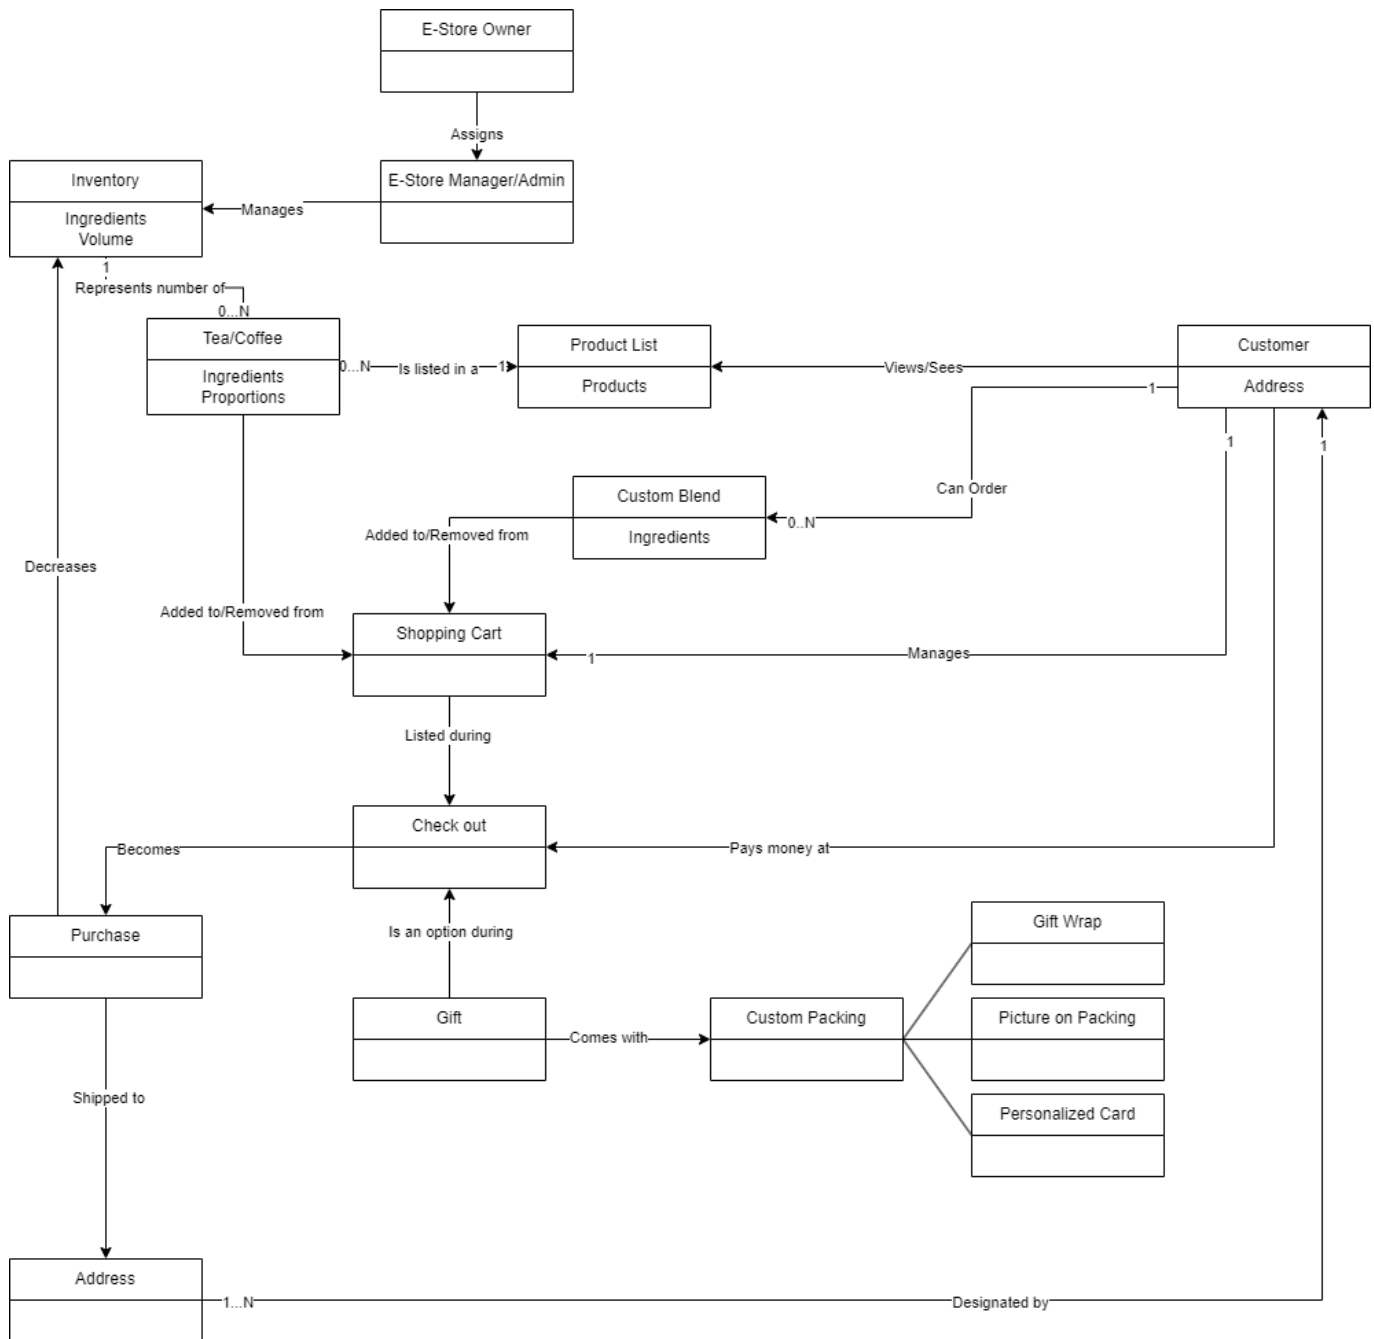 E-Store Owner
Assigns
Inventory
E-Store Manager/Admin
Manages
Ingredients
Volume
1
Represents number of
0...N
Tea/Coffee
Ingredients
Proportions
0...N
Is listed in a
1
Product List
Products
Views/Sees
Customer
Address
1
1
1
Can Order
Custom Blend
Ingredients
0..N
Added to/Removed from
Decreases
Added to/Removed from
Shopping Cart
1
Manages
Listed during
Check out
Becomes
Pays money at
Purchase
Is an option during
Gift Wrap
Gift
Comes with
Custom Packing
Picture on Packing
Shipped to
Personalized Card
Address
1...N
Designated by